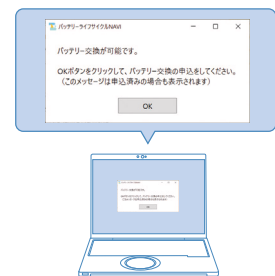 バッテリーライフサイクルNAVI
バッテリー交換が可能です。
OKボタンをクリックして、バッテリー交換の申込をしてください。
(このメッセージは申込済みの場合も表示されます)
OK